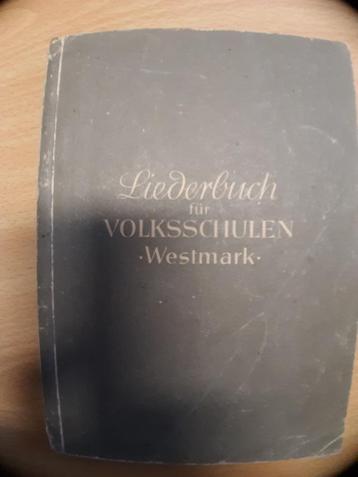 Liederbuch
für
VOLKSSCHULEN
·Westmark·